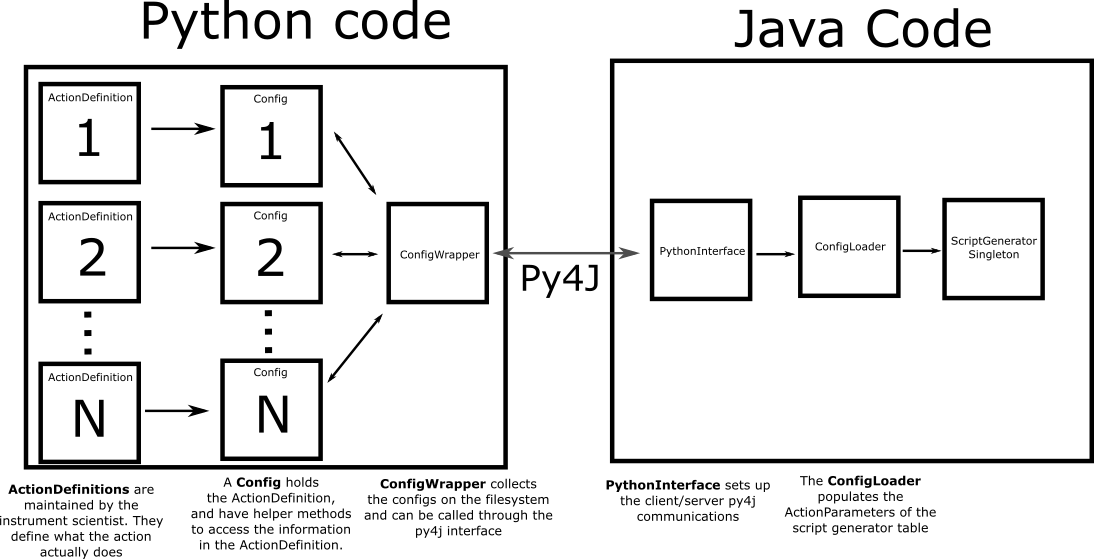 Python code
Java Code
ActionDefinition
1
Config
1
ActionDefinition
2
Config
2
ConfigWrapper
Py4J
PythonInterface
ConfigLoader
ScriptGenerator
Singleton
ActionDefinition
N
Config
N
ActionDefinitions are
maintained by the
instrument scientist. They
define what the action
actually does
A Config holds
the ActionDefinition,
and have helper methods
to access the information
in the ActionDefinition.
ConfigWrapper collects
the configs on the filesystem
and can be called through the
py4j interface
PythonInterface sets up
the client/server py4j
communications
The ConfigLoader
populates the
ActionParameters of the
script generator table